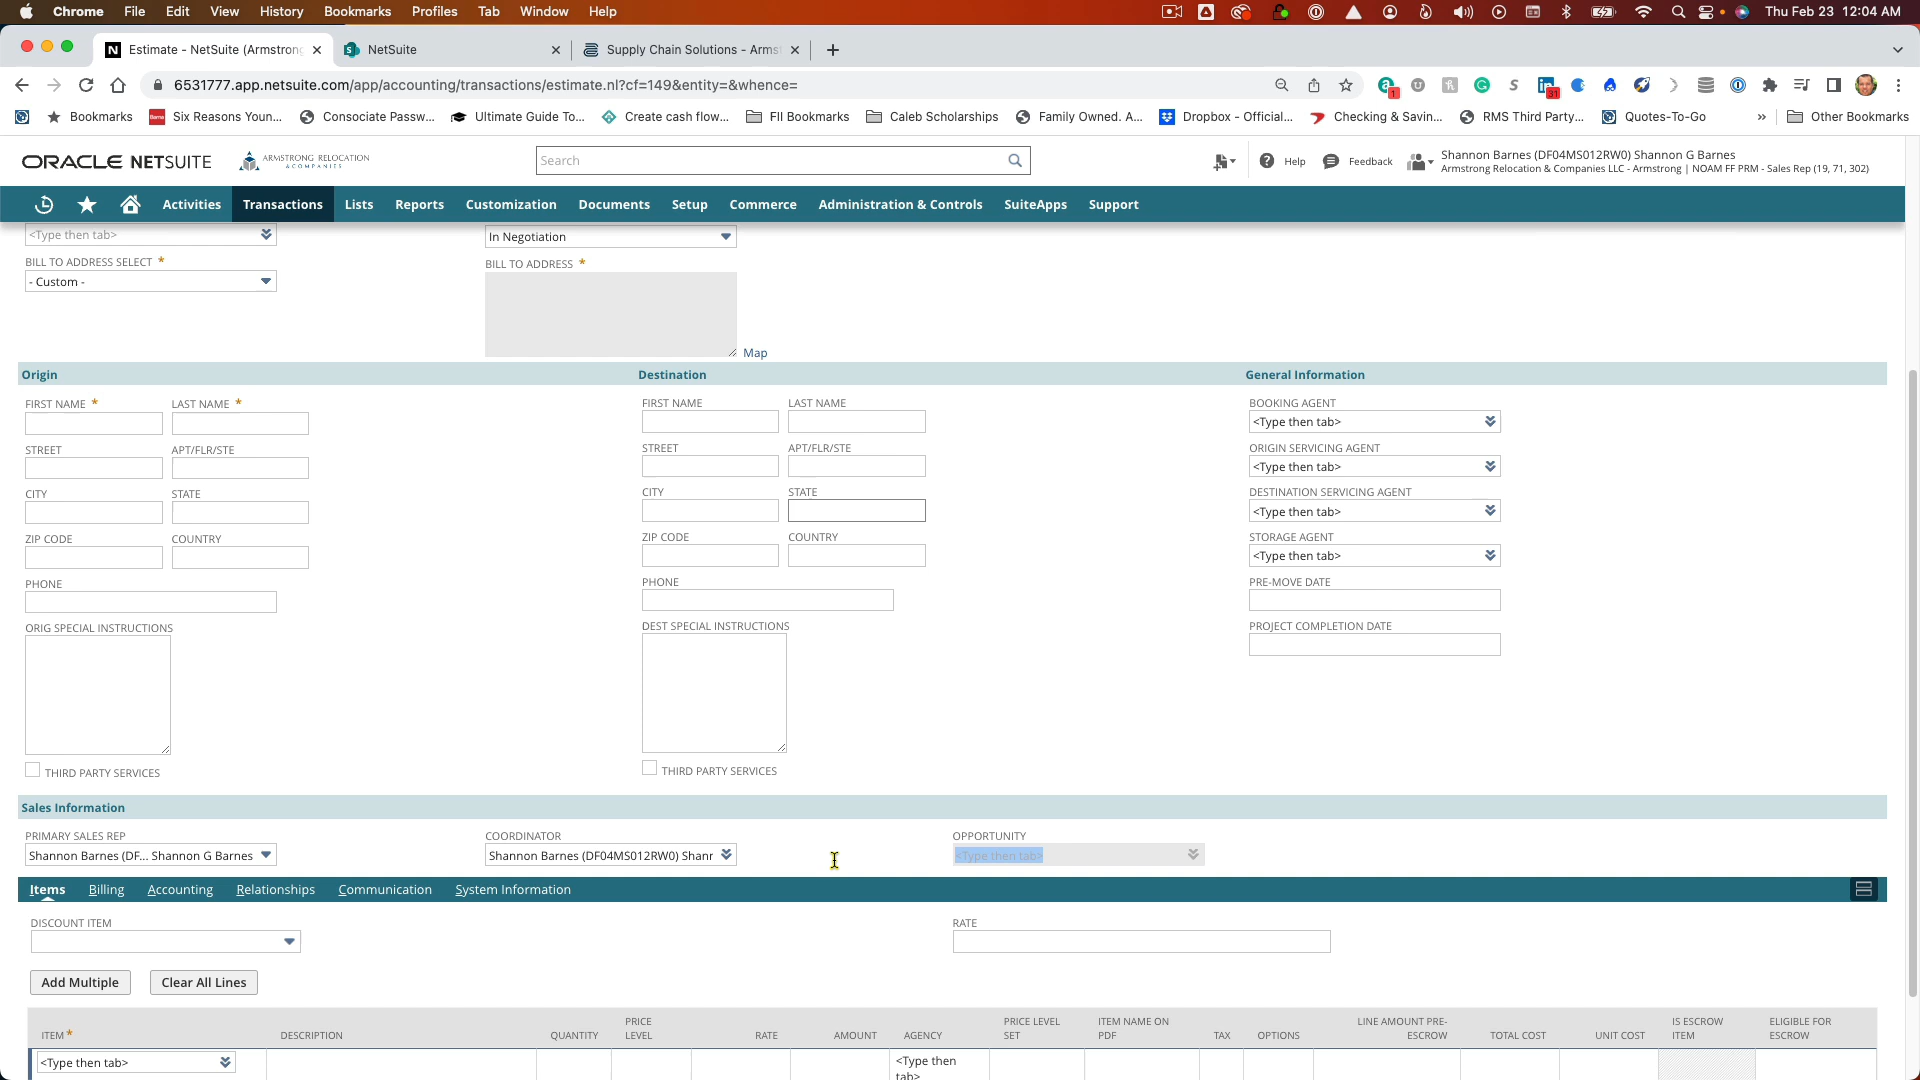 Chrome File Edit View History Bookmarks Profiles Tab Window Help Thu Feb 23 12:04 AM
Estimate - NetSuite (Armstrong NetSuite Supply Chain Solutions - Arms
6531777.app.netsuite.com/app/accounting/transactions/estimate.nl?cf=149&entity=&whence= 1 31
Bookmarks Six Reasons Youn... Consociate Passw... Ultimate Guide To... Create cash flow... FII Bookmarks Caleb Scholarships Family Owned. A... Dropbox - Official... Checking & Savin... RMS Third Party... Quotes-To-Go » Other Bookmarks
ORACLE NETSUITE ARMSTRONG RELOCATION & COMPANIES Search Help Feedback Shannon Barnes (DF04MS012RW0) Shannon G Barnes
Armstrong Relocation & Companies LLC - Armstrong | NOAM FF PRM - Sales Rep (19, 71, 302)
Activities Transactions Lists Reports Customization Documents Setup Commerce Administration & Controls SuiteApps Support
<Type then tab> In Negotiation
BILL TO ADDRESS SELECT * BILL TO ADDRESS *
- Custom -
Map
Origin Destination General Information
FIRST NAME * LAST NAME * FIRST NAME LAST NAME BOOKING AGENT
<Type then tab>
STREET APT/FLR/STE STREET APT/FLR/STE ORIGIN SERVICING AGENT
<Type then tab>
CITY STATE CITY STATE DESTINATION SERVICING AGENT
<Type then tab>
ZIP CODE COUNTRY ZIP CODE COUNTRY STORAGE AGENT
<Type then tab>
PHONE PHONE PRE-MOVE DATE
ORIG SPECIAL INSTRUCTIONS DEST SPECIAL INSTRUCTIONS PROJECT COMPLETION DATE
THIRD PARTY SERVICES THIRD PARTY SERVICES
Sales Information
PRIMARY SALES REP COORDINATOR OPPORTUNITY
Shannon Barnes (DF... Shannon G Barnes Shannon Barnes (DF04MS012RW0) Shanr <Type then tab>
Items Billing Accounting Relationships Communication System Information
DISCOUNT ITEM RATE
Add Multiple Clear All Lines
ITEM * DESCRIPTION QUANTITY PRICE LEVEL RATE AMOUNT AGENCY PRICE LEVEL SET ITEM NAME ON PDF TAX OPTIONS LINE AMOUNT PRE-ESCROW TOTAL COST UNIT COST IS ESCROW ITEM ELIGIBLE FOR ESCROW
<Type then tab> <Type then tab>